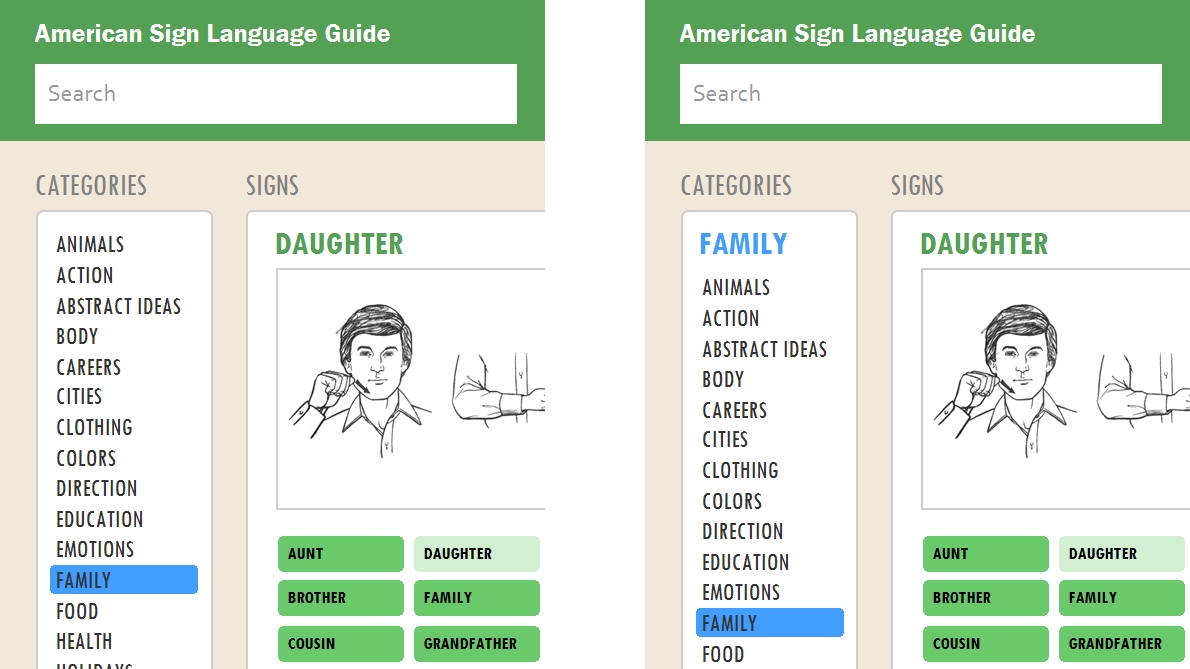 American Sign Language Guide
Search
CATEGORIES
ANIMALS
ACTION
ABSTRACT IDEAS
BODY
CAREERS
CITIES
CLOTHING
COLORS
DIRECTION
EDUCATION
EMOTIONS
FAMILY
FOOD
HEALTH
HOLIDAYS
SIGNS
DAUGHTER
AUNT DAUGHTER
BROTHER FAMILY
COUSIN GRANDFATHER
American Sign Language Guide
Search
CATEGORIES
FAMILY
ANIMALS
ACTION
ABSTRACT IDEAS
BODY
CAREERS
CITIES
CLOTHING
COLORS
DIRECTION
EDUCATION
EMOTIONS
FAMILY
FOOD
SIGNS
DAUGHTER
AUNT DAUGHTER
BROTHER FAMILY
COUSIN GRANDFATHER